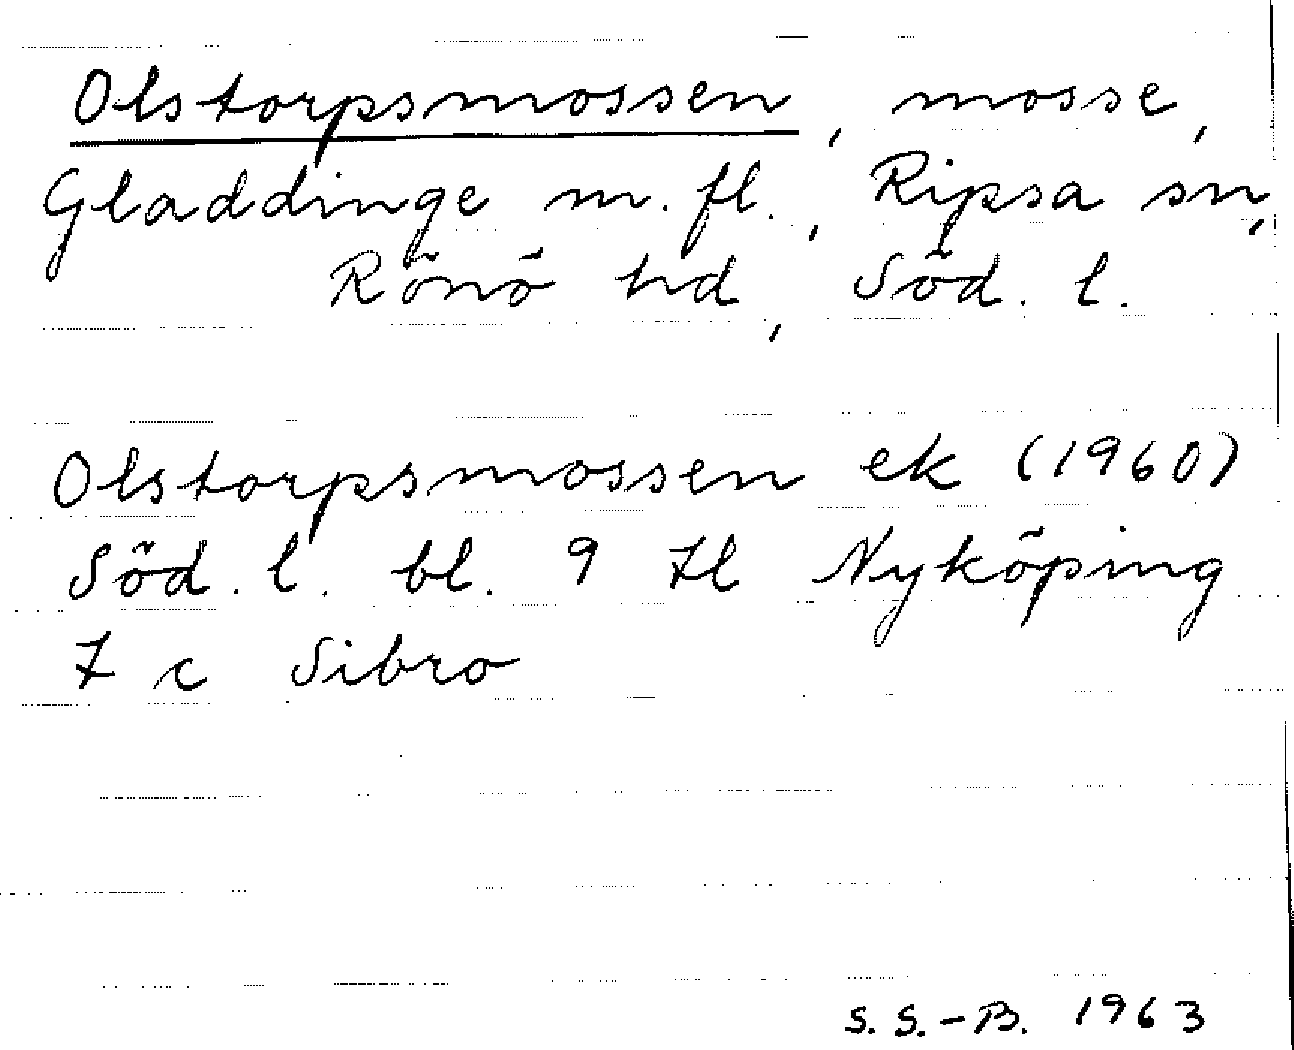 Olstorpsmossen, mosse,
Gladdinge m. fl., Ripsa sn,
Rönö hd, Söd. l.
Olstorpsmossen ek (1960)
Söd. l. bl. 9 Il Nyköping
7 c Sibro
S. S.-B. 1963